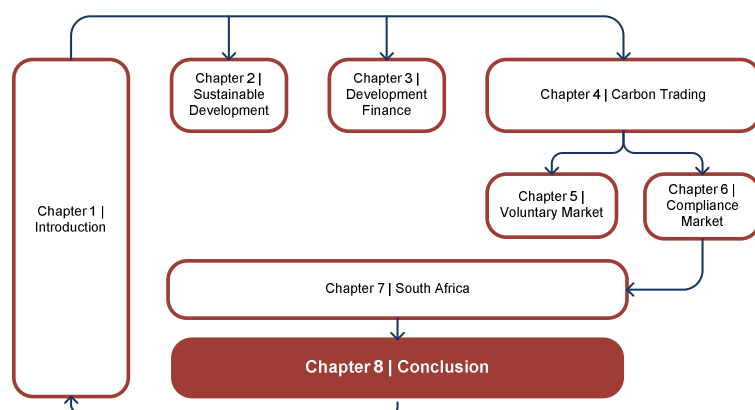 Chapter 2 |
Sustainable
Development
Chapter 3 |
Development
Finance
Chapter 4 | Carbon Trading
Chapter 1 |
Introduction
Chapter 5 |
Voluntary Market
Chapter 6 |
Compliance
Market
Chapter 7 | South Africa
Chapter 8 | Conclusion